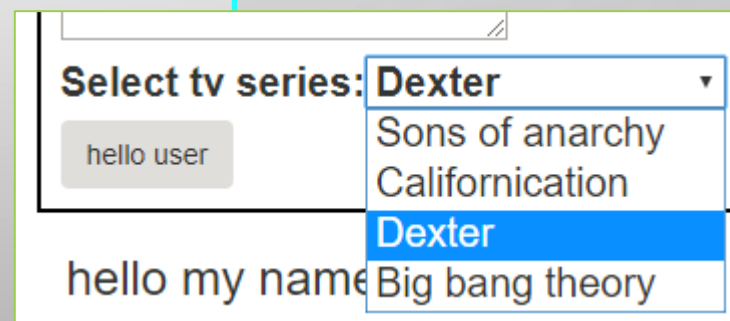 Select tv series: Dexter
Sons of anarchy
hello user
Californication
Dexter
hello my name
Big bang theory